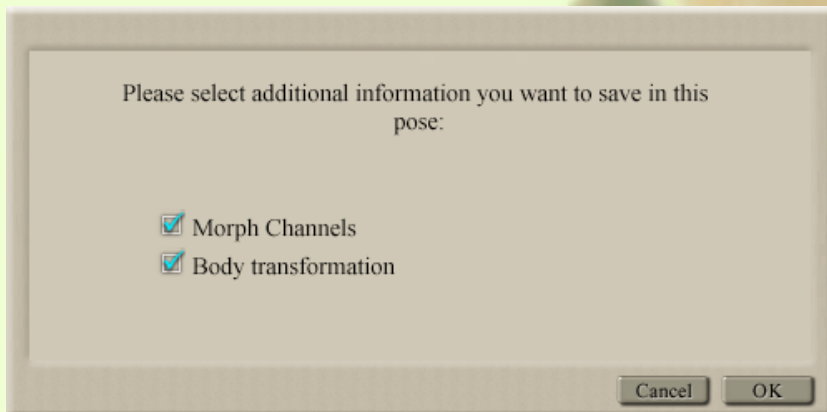 Please select additional information you want to save in this
pose:
Morph Channels
Body transformation
Cancel OK